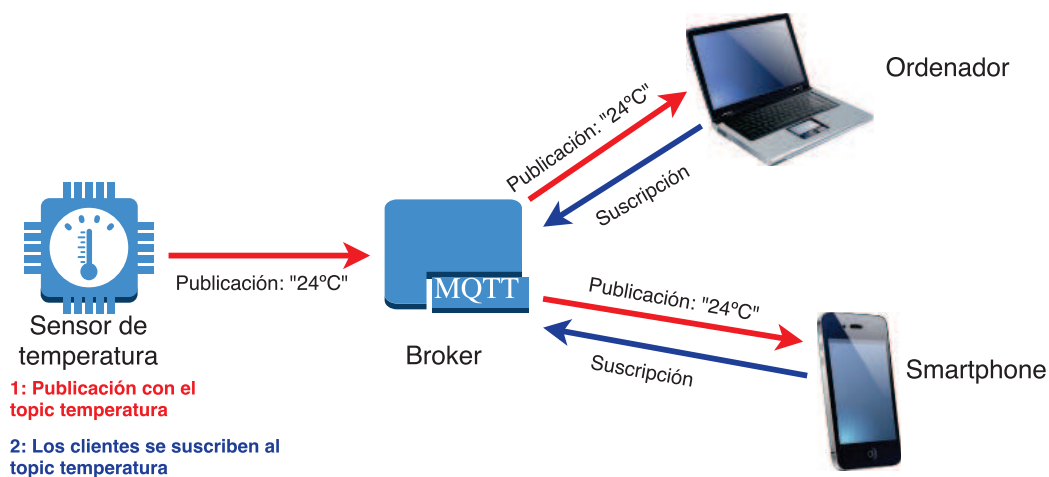 Ordenador
Publicación: "24ºC"
Suscripción
Publicación: "24ºC"
MQTT
Publicación: "24ºC"
Sensor de
temperatura
Broker
Suscripción
Smartphone
1: Publicación con el
topic temperatura
2: Los clientes se suscriben al
topic temperatura